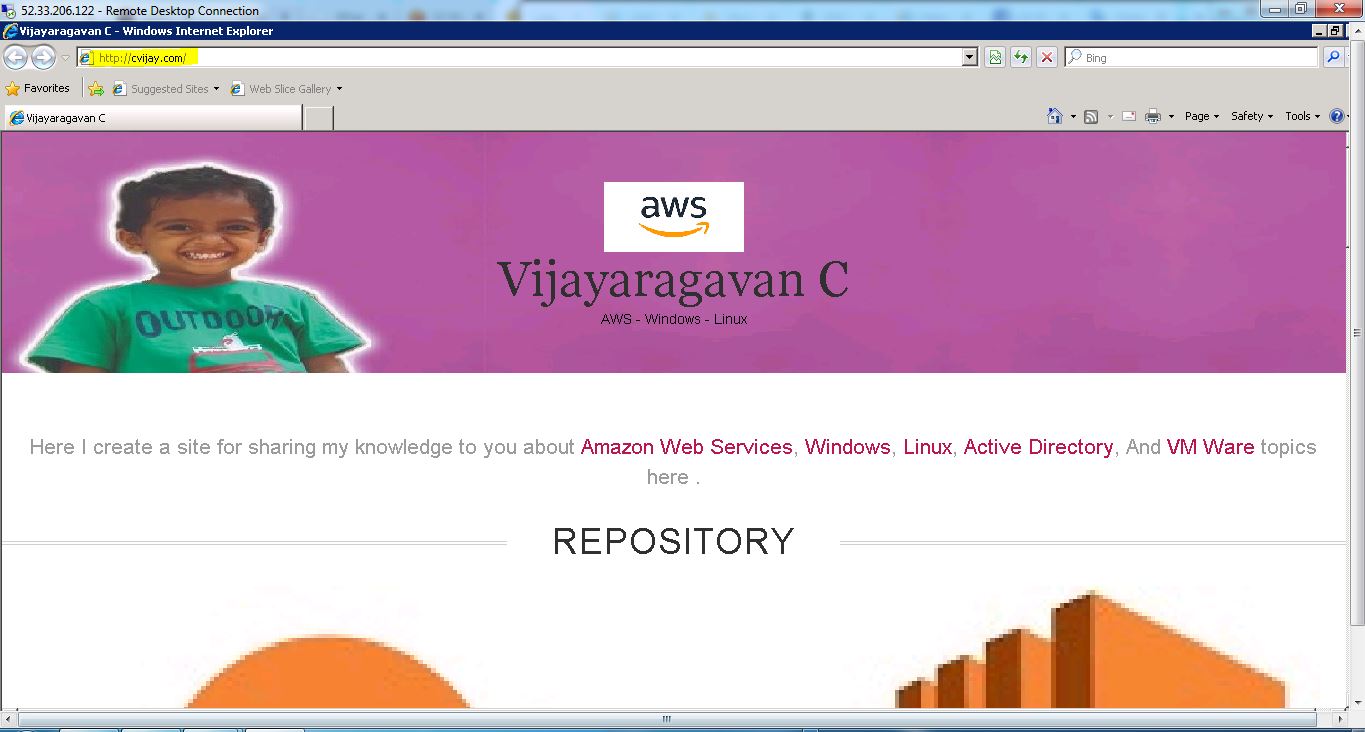 52.33.206.122 - Remote Desktop Connection
Vijayaragavan C - Windows Internet Explorer
http://cvijay.com/
Bing
Favorites
Suggested Sites
Web Slice Gallery
Vijayaragavan C
Page
Safety
Tools
OUTDOOR
aws
Vijayaragavan C
AWS - Windows - Linux
Here I create a site for sharing my knowledge to you about Amazon Web Services, Windows, Linux, Active Directory, And VM Ware topics
here .
REPOSITORY